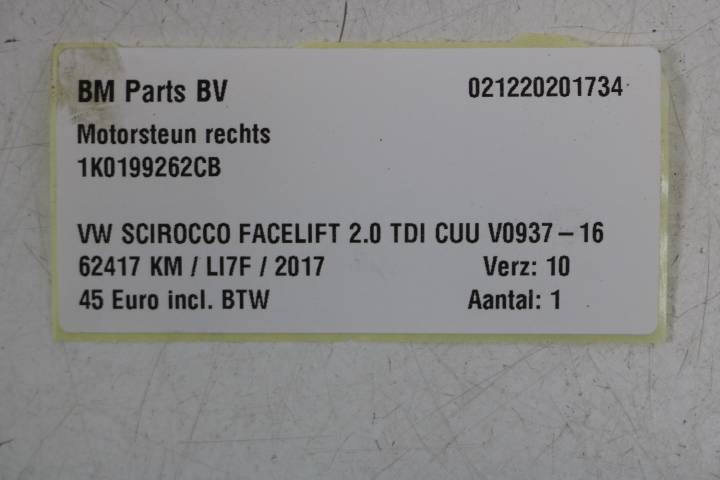 BM Parts BV 021220201734
Motorsteun rechts
1K0199262CB
VW SCIROCCO FACELIFT 2.0 TDI CUU V0937 – 16
62417 KM / LI7F / 2017 Verz: 10
45 Euro incl. BTW Aantal: 1